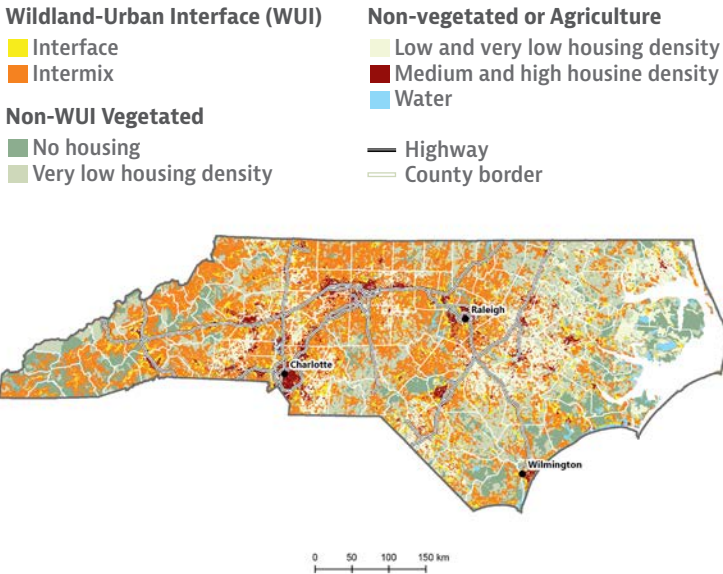 Wildland-Urban Interface (WUI)
Interface
Intermix
Non-WUI Vegetated
No housing
Very low housing density
Non-vegetated or Agriculture
Low and very low housing density
Medium and high housine density
Water
Highway
County border
Raleigh
Charlotte
Wilmington
0 50 100 150 km